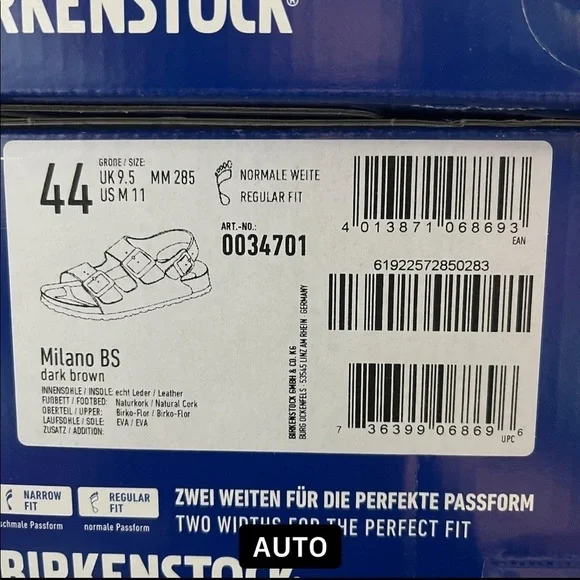 RKENSTOCK®
44
GRÖßE / SIZE:
UK 9.5 MM 285
US M 11
NORMALE WEITE
REGULAR FIT
ART.-NO.:
0034701
4 013871 068693
EAN
61922572850283
Milano BS
dark brown
INNENSOHLE / INSOLE: echt Leder / Leather
FUßBETT / FOOTBED: Naturkork / Natural Cork
OBERTEIL / UPPER: Birko-Flor / Birko-Flor
LAUFSOHLE / SOLE: EVA / EVA
ZUSATZ / ADDITION:
BIRKENSTOCK GMBH & CO. KG
BURG OCKENFELS · 53545 LINZ AM RHEIN · GERMANY
7 36399 06869 6
UPC
NARROW FIT
schmale Passform
REGULAR FIT
normale Passform
ZWEI WEITEN FÜR DIE PERFEKTE PASSFORM
TWO WIDTHS FOR THE PERFECT FIT
BIRKENSTOCK
AUTO